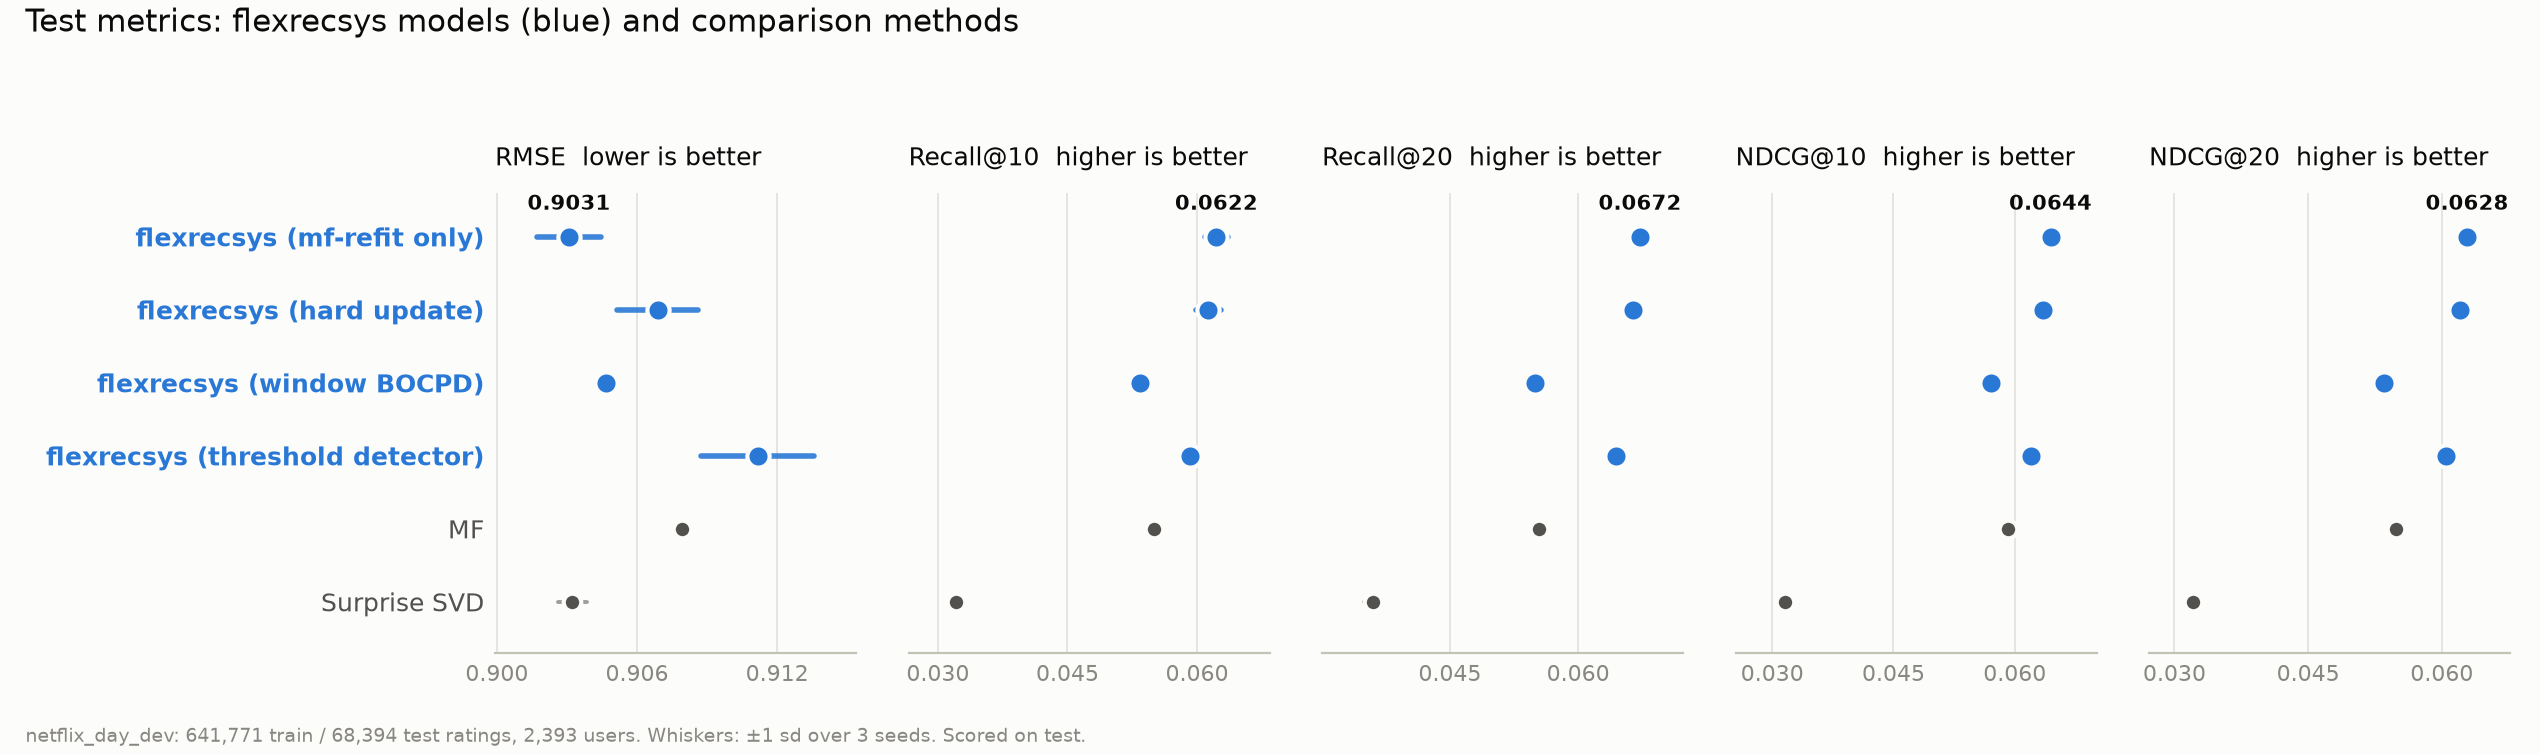 Test metrics: flexrecsys models (blue) and comparison methods
RMSE  lower is better
Recall@10  higher is better
Recall@20  higher is better
NDCG@10  higher is better
NDCG@20  higher is better
0.9031
0.0622
0.0672
0.0644
0.0628
flexrecsys (mf-refit only)
flexrecsys (hard update)
flexrecsys (window BOCPD)
flexrecsys (threshold detector)
MF
Surprise SVD
0.900 0.906 0.912
0.030 0.045 0.060
0.045 0.060
0.030 0.045 0.060
0.030 0.045 0.060
netflix_day_dev: 641,771 train / 68,394 test ratings, 2,393 users. Whiskers: ±1 sd over 3 seeds. Scored on test.